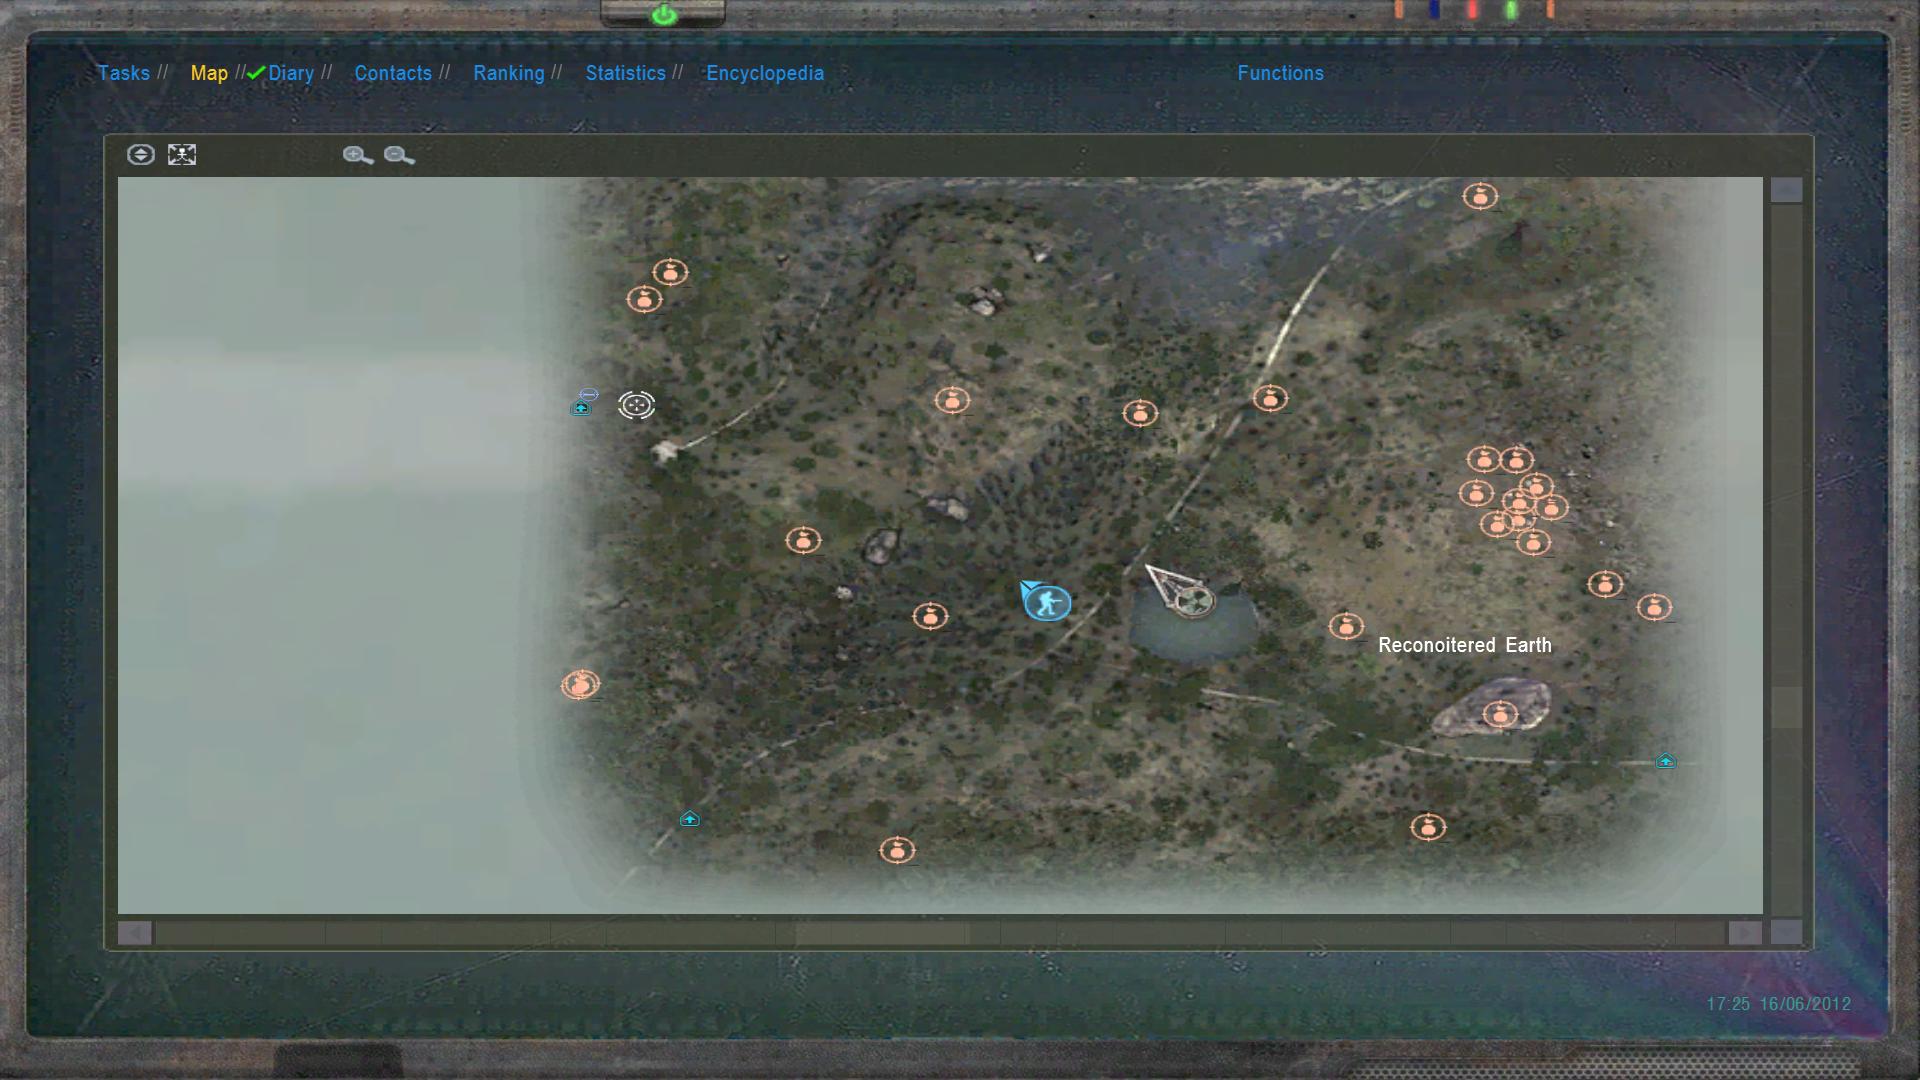 Tasks // Map // Diary // Contacts // Ranking // Statistics // Encyclopedia
Functions
Reconoitered Earth
17:25 16/06/2012